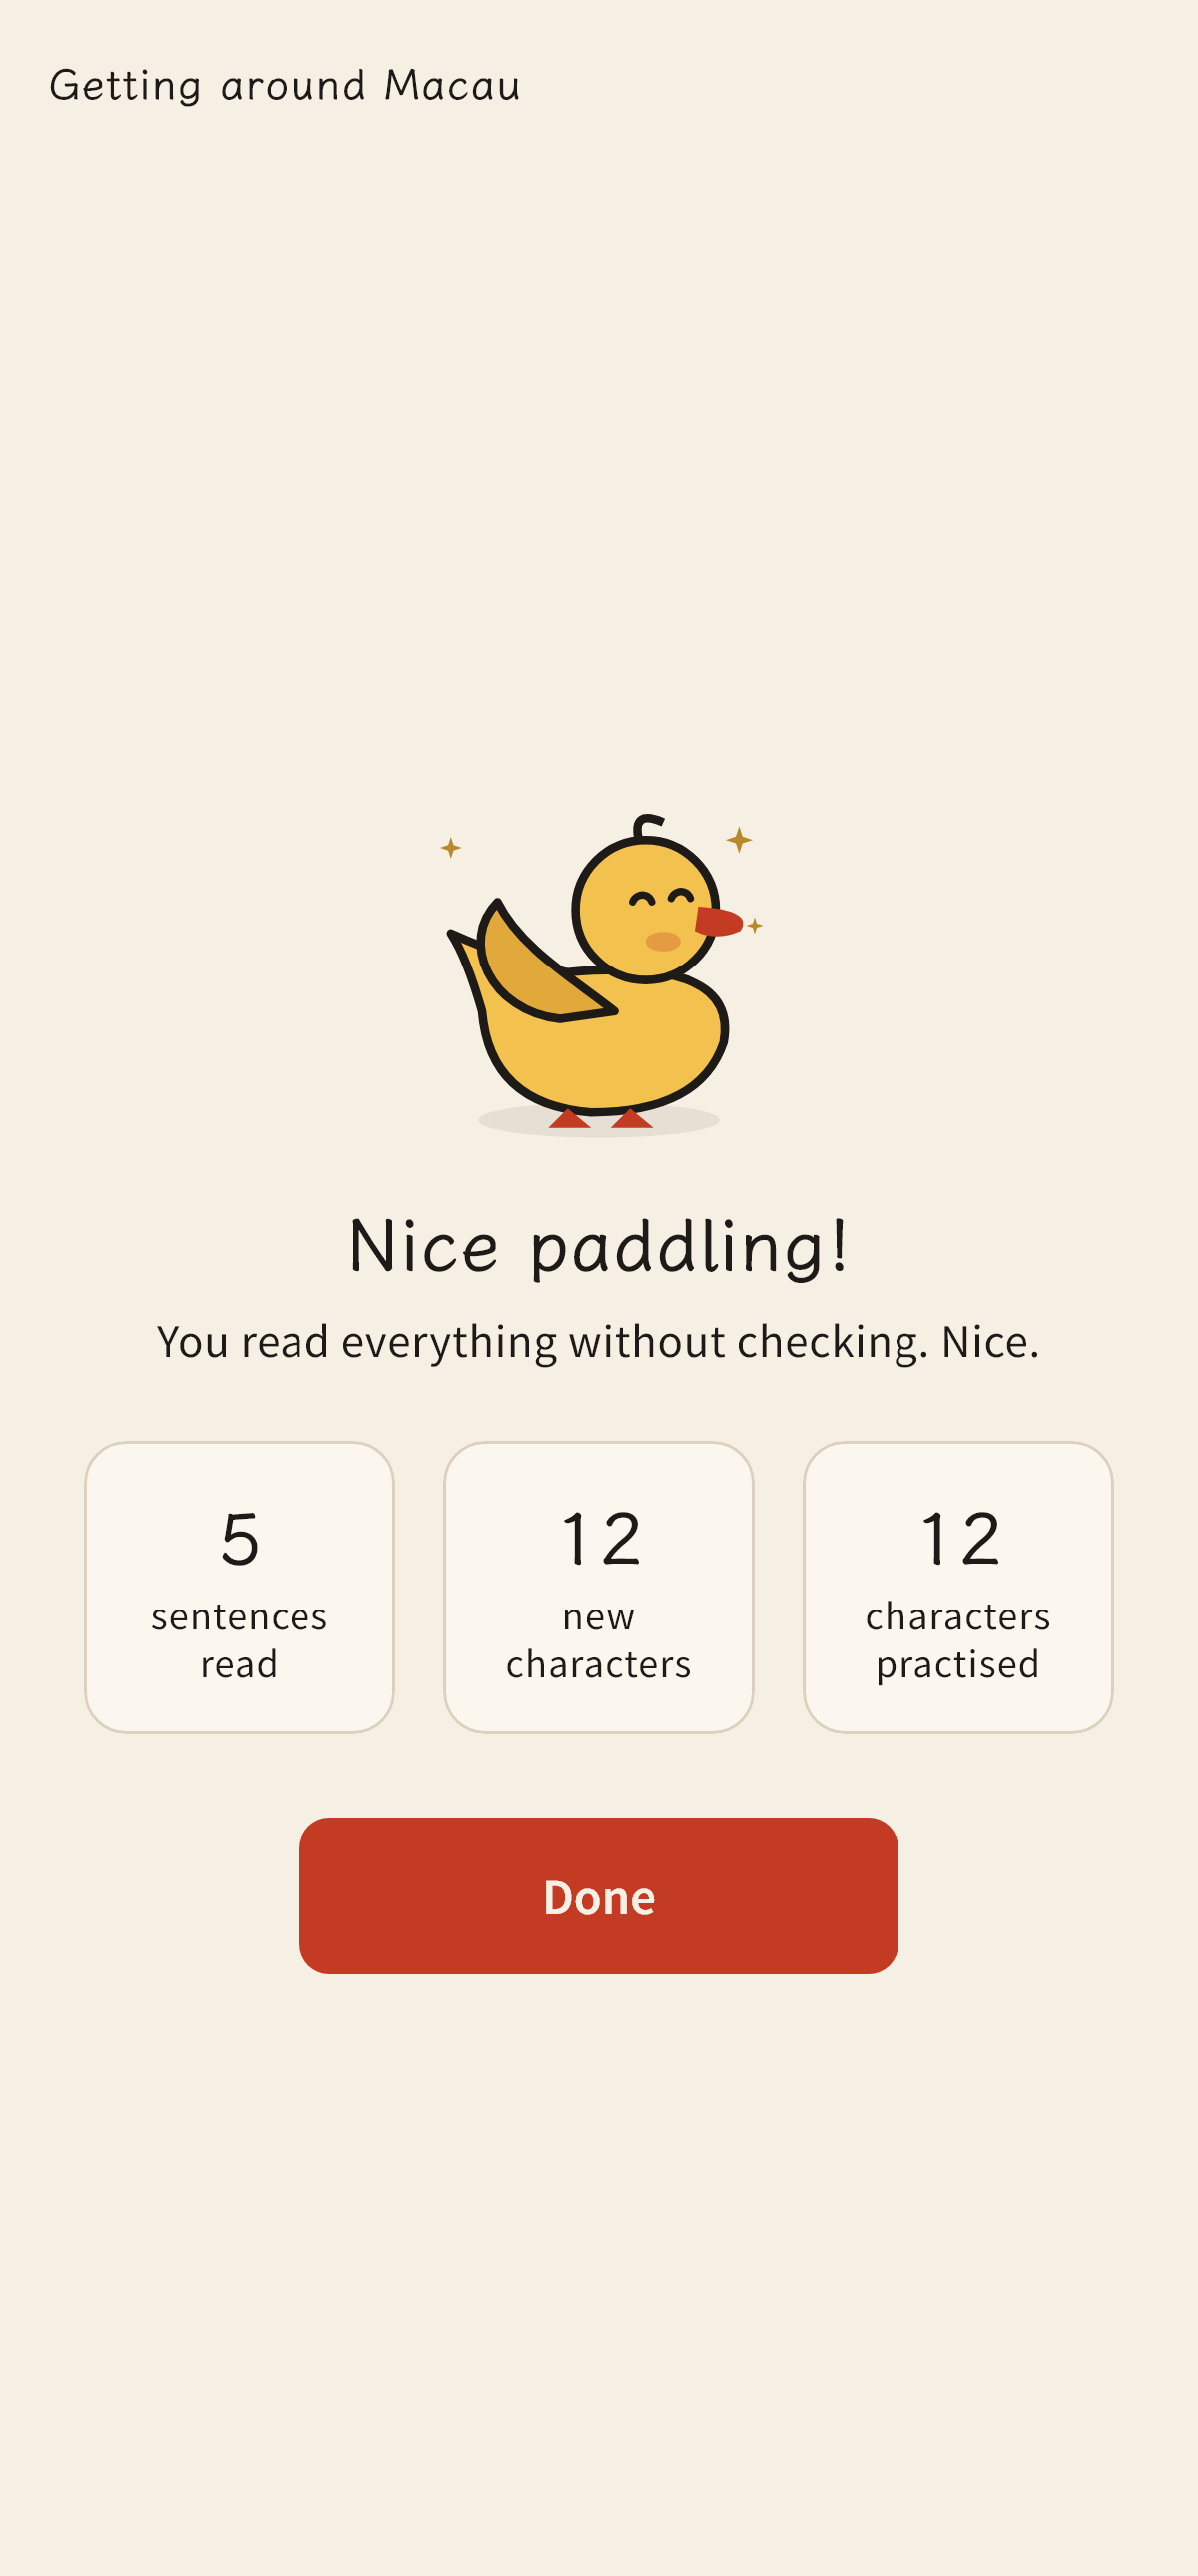 Getting around Macau
Nice paddling!
You read everything without checking. Nice.
5
sentences
read
12
new
characters
12
characters
practised
Done